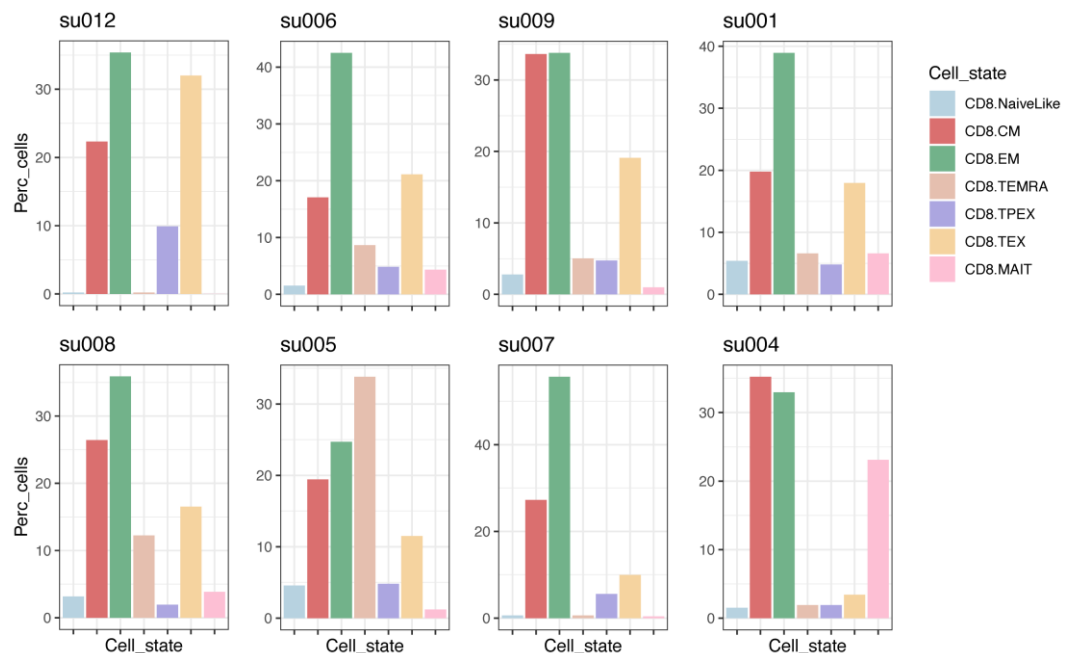 su012
su006
su009
su001
Perc_cells
30
20
10
0
40
30
20
10
0
30
20
10
0
40
30
20
10
0
Cell_state
CD8.NaiveLike
CD8.CM
CD8.EM
CD8.TEMRA
CD8.TPEX
CD8.TEX
CD8.MAIT
su008
su005
su007
su004
Perc_cells
30
20
10
0
30
20
10
0
40
20
0
30
20
10
0
Cell_state
Cell_state
Cell_state
Cell_state